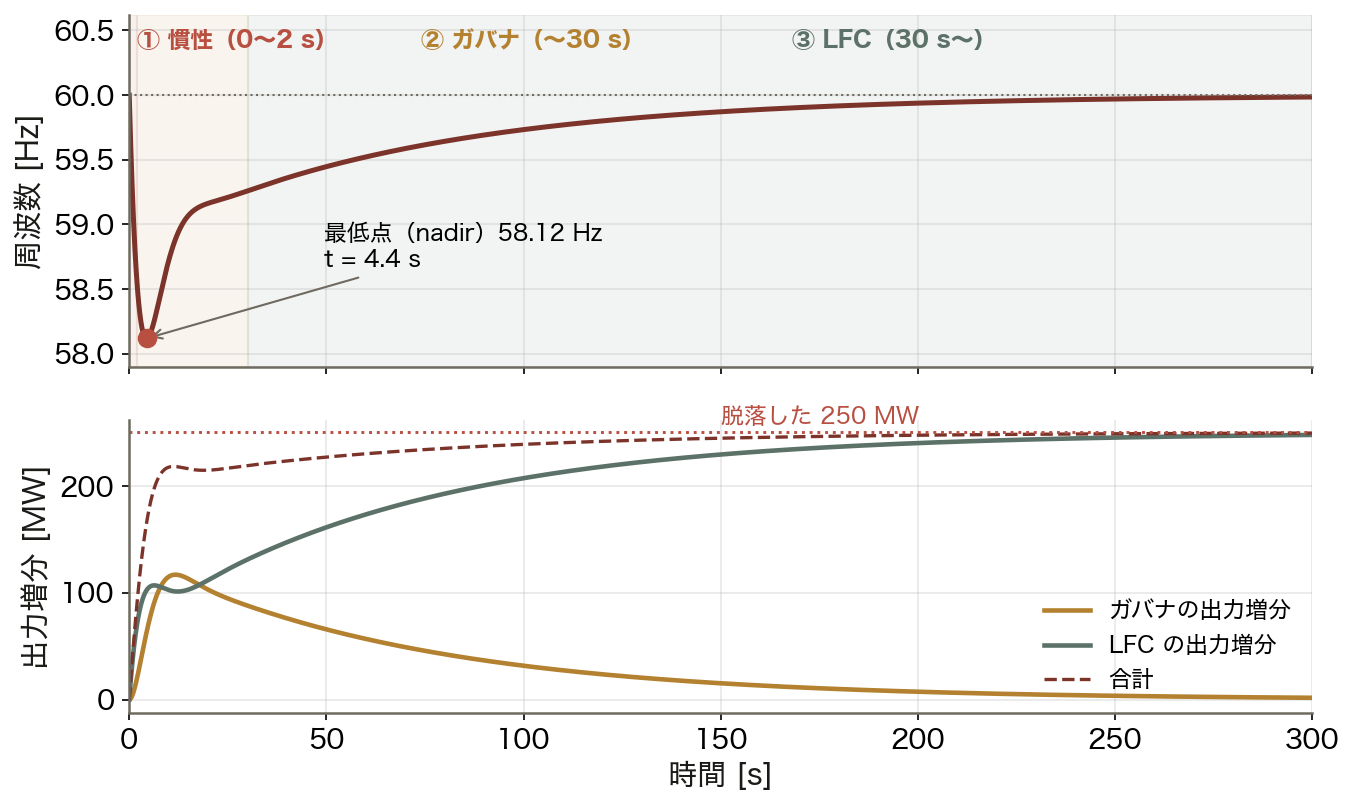 ① 慣性（0〜2 s）
② ガバナ（〜30 s）
③ LFC（30 s〜）
60.5
60.0
59.5
59.0
58.5
58.0
周波数 [Hz]
最低点（nadir）58.12 Hz
t = 4.4 s
脱落した 250 MW
200
100
0
出力増分 [MW]
ガバナの出力増分
LFC の出力増分
合計
0
50
100
150
200
250
300
時間 [s]